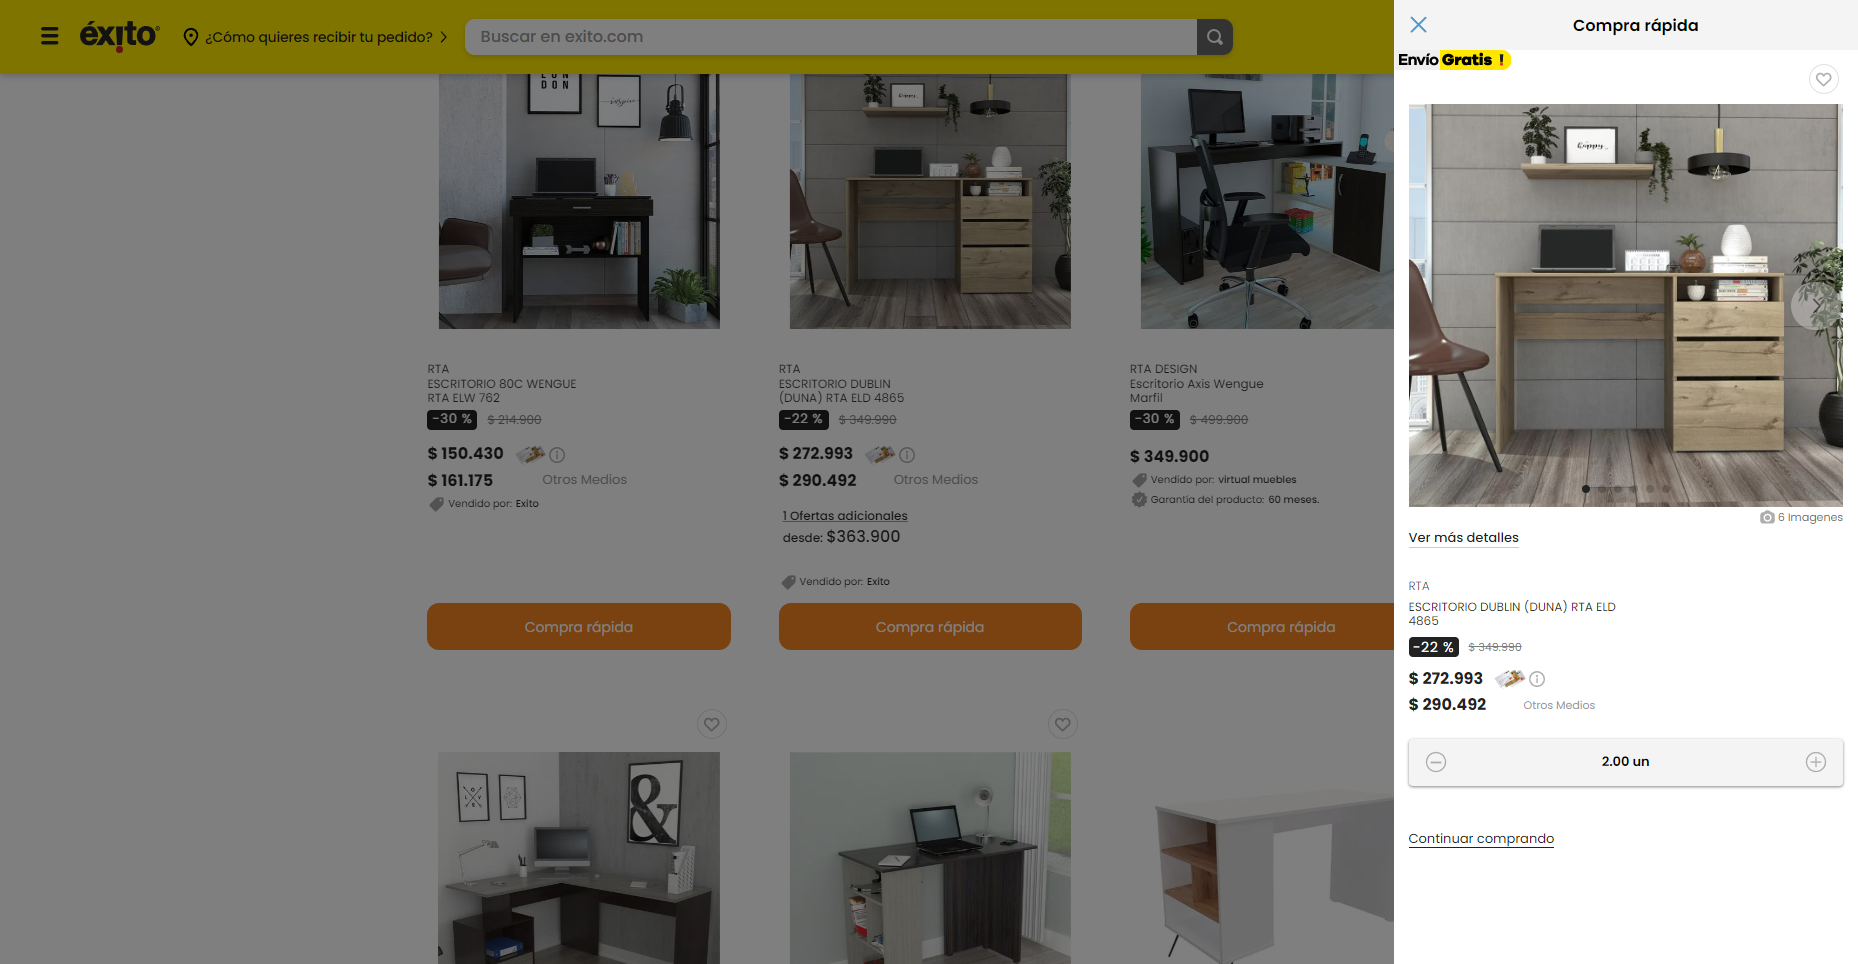 éxito
¿Cómo quieres recibir tu pedido?
Buscar en exito.com
Compra rápida
Envío Gratis !
DON
inspire
happy
RTA
ESCRITORIO 80C WENGUE
RTA ELW 762
-30 % $ 214.900
$ 150.430
$ 161.175 Otros Medios
Vendido por: Exito
RTA
ESCRITORIO DUBLIN
(DUNA) RTA ELD 4865
-22 % $ 349.990
$ 272.993
$ 290.492 Otros Medios
1 Ofertas adicionales
desde: $363.900
Vendido por: Exito
RTA DESIGN
Escritorio Axis Wengue
Marfil
-30 % $ 499.900
$ 349.900
Vendido por: virtual muebles
Garantía del producto: 60 meses.
Compra rápida
Compra rápida
Compra rápida
L O
V E
&
happy
6 Imagenes
Ver más detalles
RTA
ESCRITORIO DUBLIN (DUNA) RTA ELD
4865
-22 % $ 349.990
$ 272.993
$ 290.492 Otros Medios
2.00 un
Continuar comprando